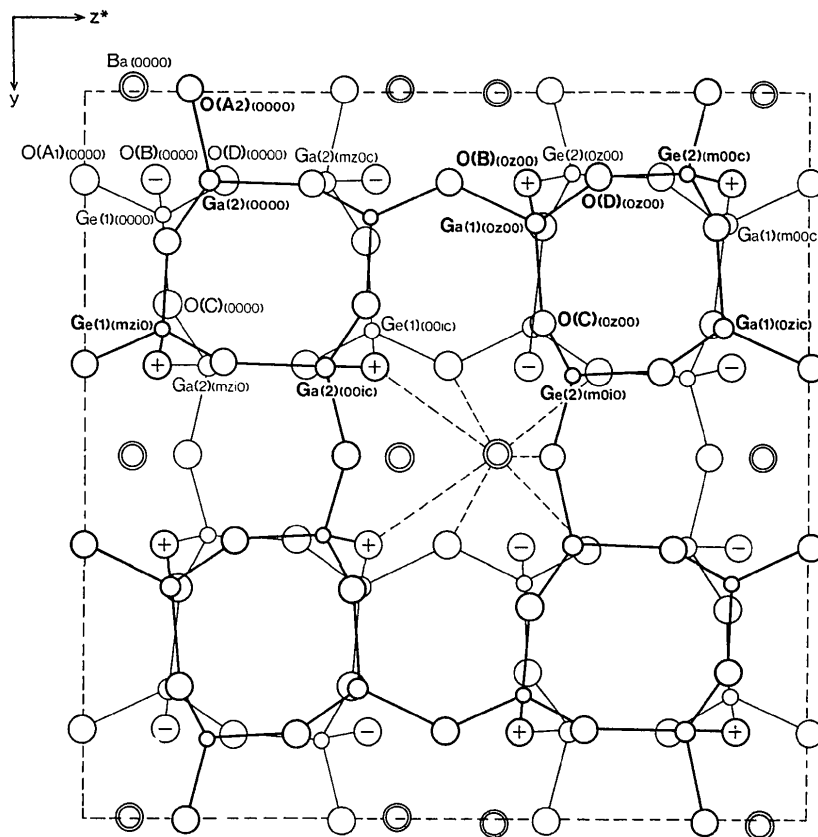 z*
y
Ba(0000)
O(A2)(0000)
O(A1)(0000)
O(B)(0000)
O(D)(0000)
Ga(2)(mz0c)
O(B)(0z00)
Ge(2)(0z00)
Ge(2)(m00c)
Ge(1)(0000)
Ga(2)(0000)
Ga(1)(0z00)
O(D)(0z00)
Ga(1)(m00c)
O(C)(0000)
Ge(1)(mzi0)
Ge(1)(00ic)
O(C)(0z00)
Ga(1)(0zic)
Ga(2)(mzi0)
Ga(2)(00ic)
Ge(2)(m0i0)
− − + +
+ + − −
+ + − −
− − + +